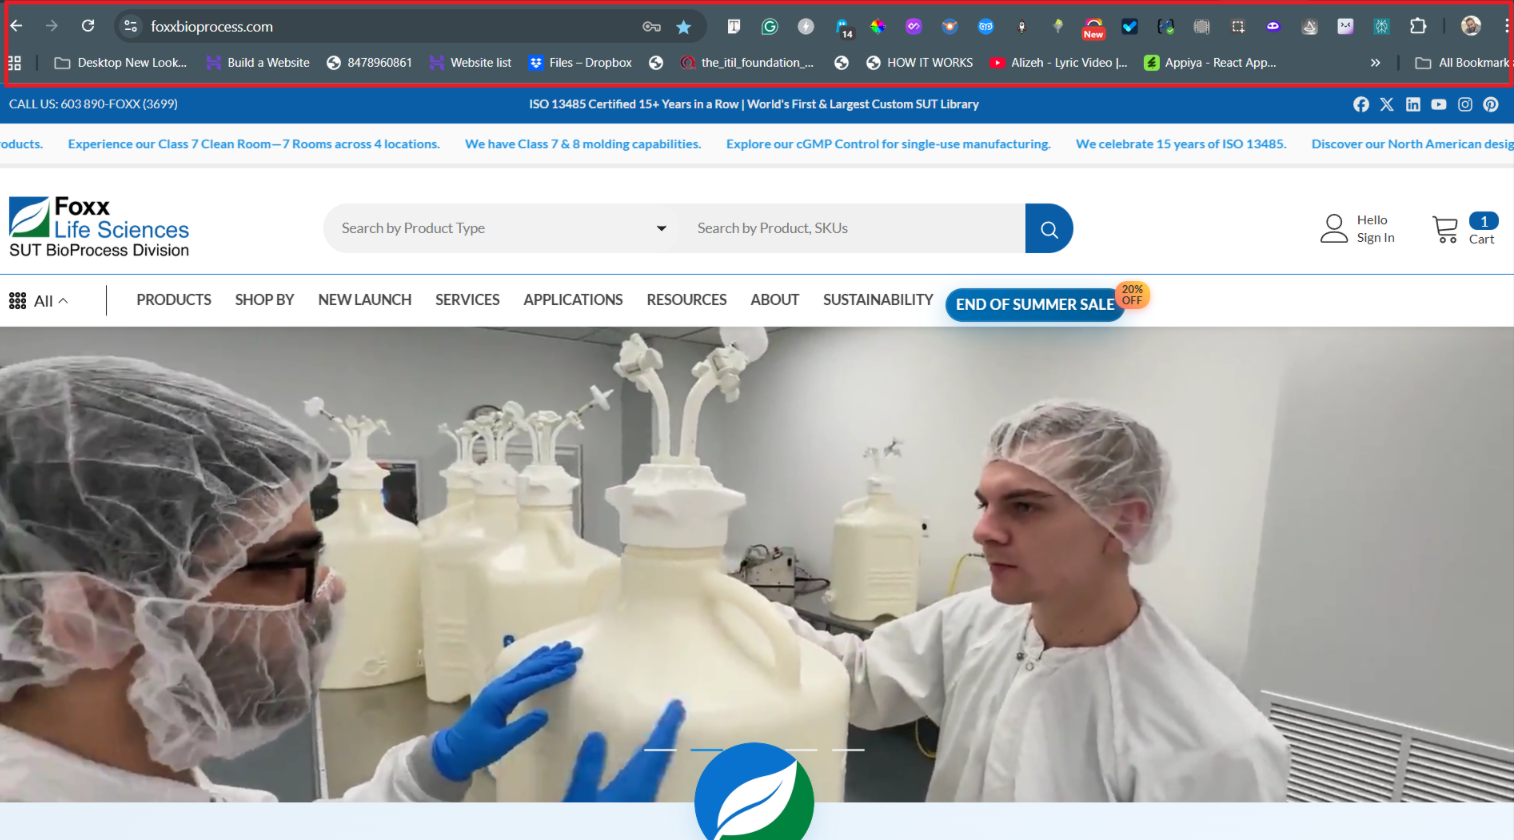 foxxbioprocess.com
14
New
Desktop New Look...
Build a Website
8478960861
Website list
Files – Dropbox
the_itil_foundation_...
HOW IT WORKS
Alizeh - Lyric Video |...
Appiya - React App...
»
All Bookmark
CALL US: 603 890-FOXX (3699)
ISO 13485 Certified 15+ Years in a Row | World's First & Largest Custom SUT Library
oducts. Experience our Class 7 Clean Room—7 Rooms across 4 locations. We have Class 7 & 8 molding capabilities. Explore our cGMP Control for single-use manufacturing. We celebrate 15 years of ISO 13485. Discover our North American desig
Foxx
Life Sciences
SUT BioProcess Division
Search by Product Type
Search by Product, SKUs
Hello
Sign In
1
Cart
All
PRODUCTS
SHOP BY
NEW LAUNCH
SERVICES
APPLICATIONS
RESOURCES
ABOUT
SUSTAINABILITY
END OF SUMMER SALE
20%
OFF